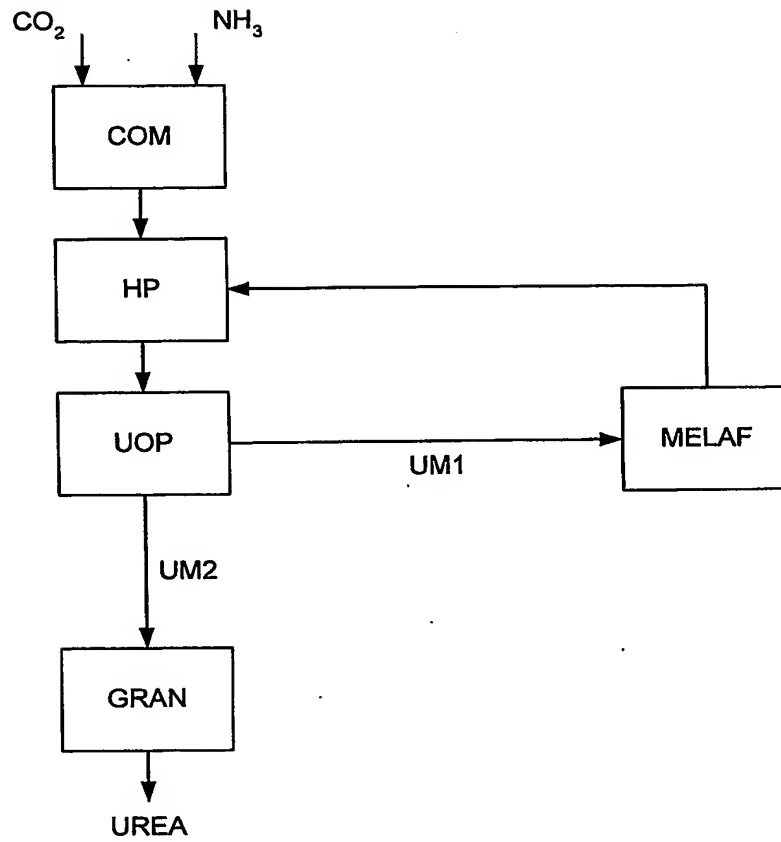 CO₂ NH₃
COM
HP
UOP
MELAF
UM1
UM2
GRAN
UREA